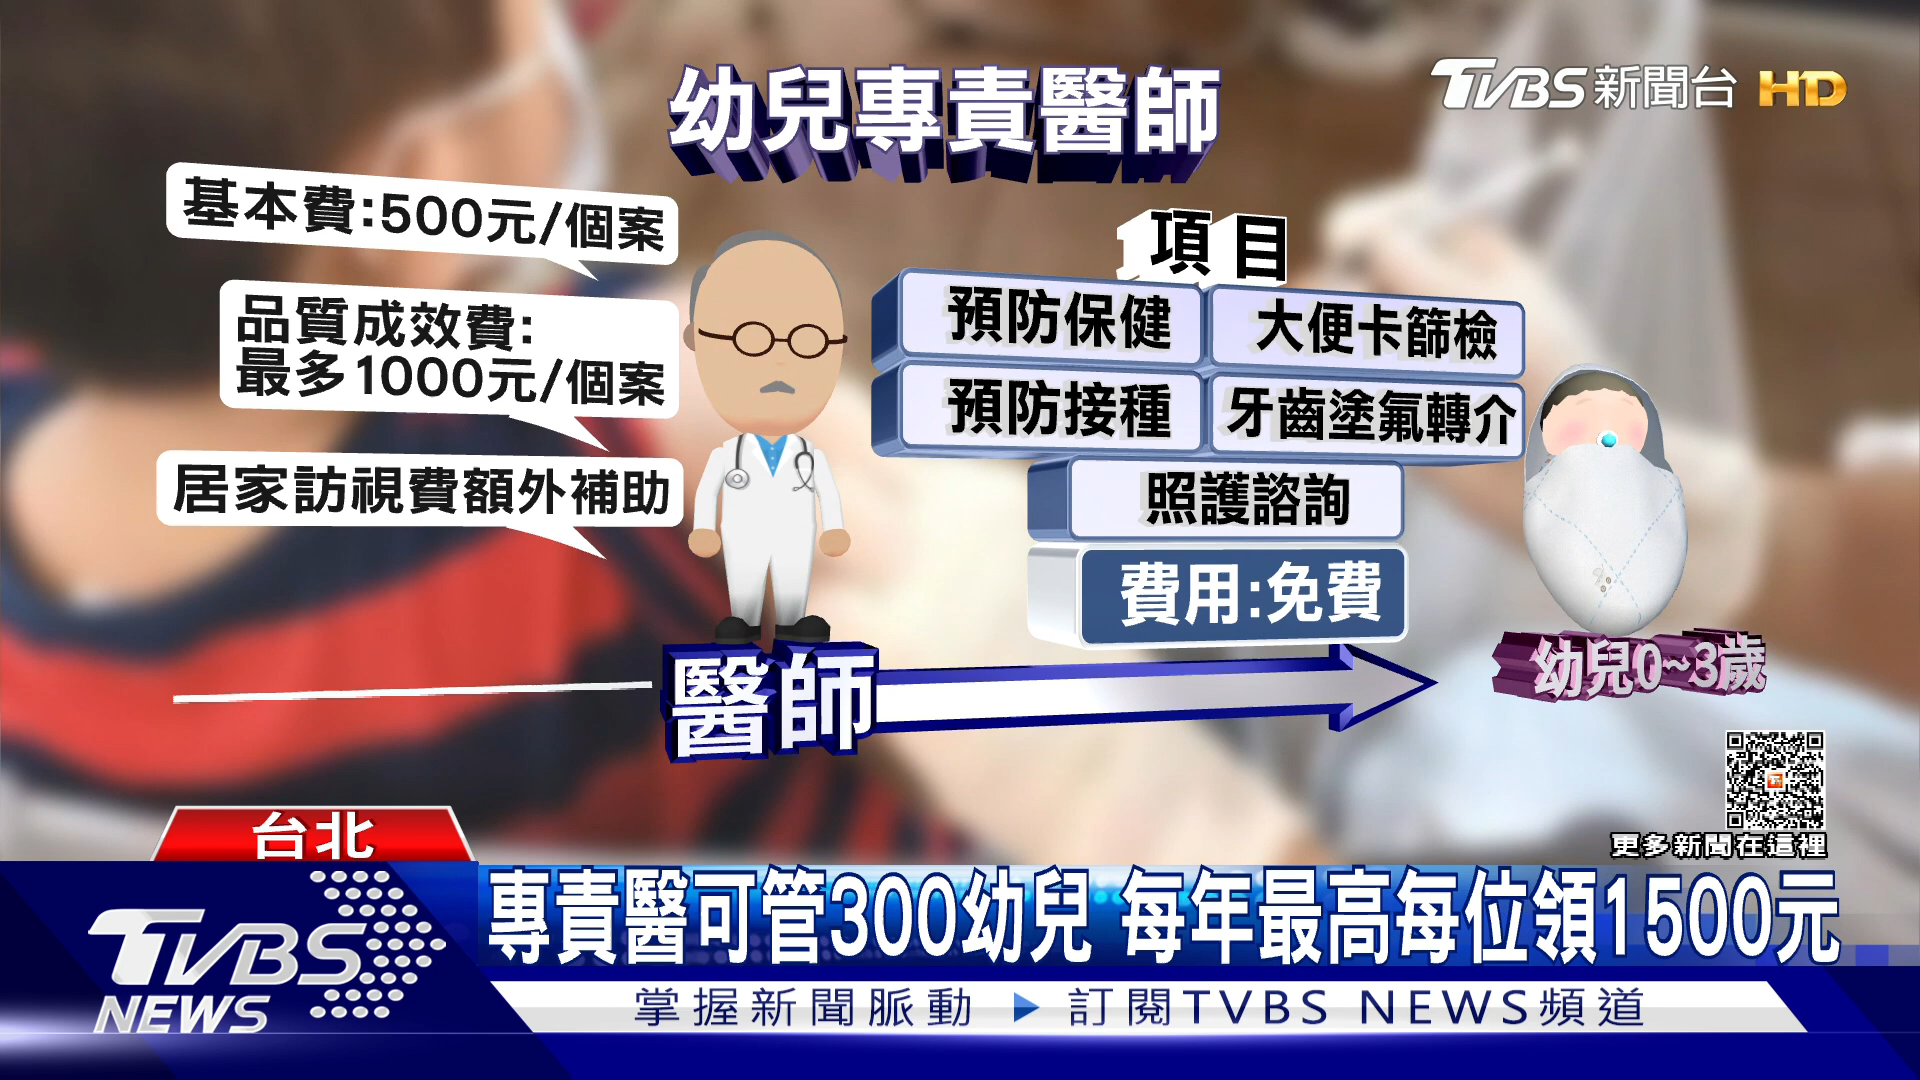 幼兒專責醫師
TVBS新聞台 HD
基本費:500元/個案
品質成效費:
最多1000元/個案
居家訪視費額外補助
項目
預防保健
大便卡篩檢
預防接種
牙齒塗氟轉介
照護諮詢
費用:免費
醫師
幼兒0~3歲
更多新聞在這裡
台北
專責醫可管300幼兒 每年最高每位領1500元
TVBS
NEWS
掌握新聞脈動 ▶ 訂閱TVBS NEWS頻道